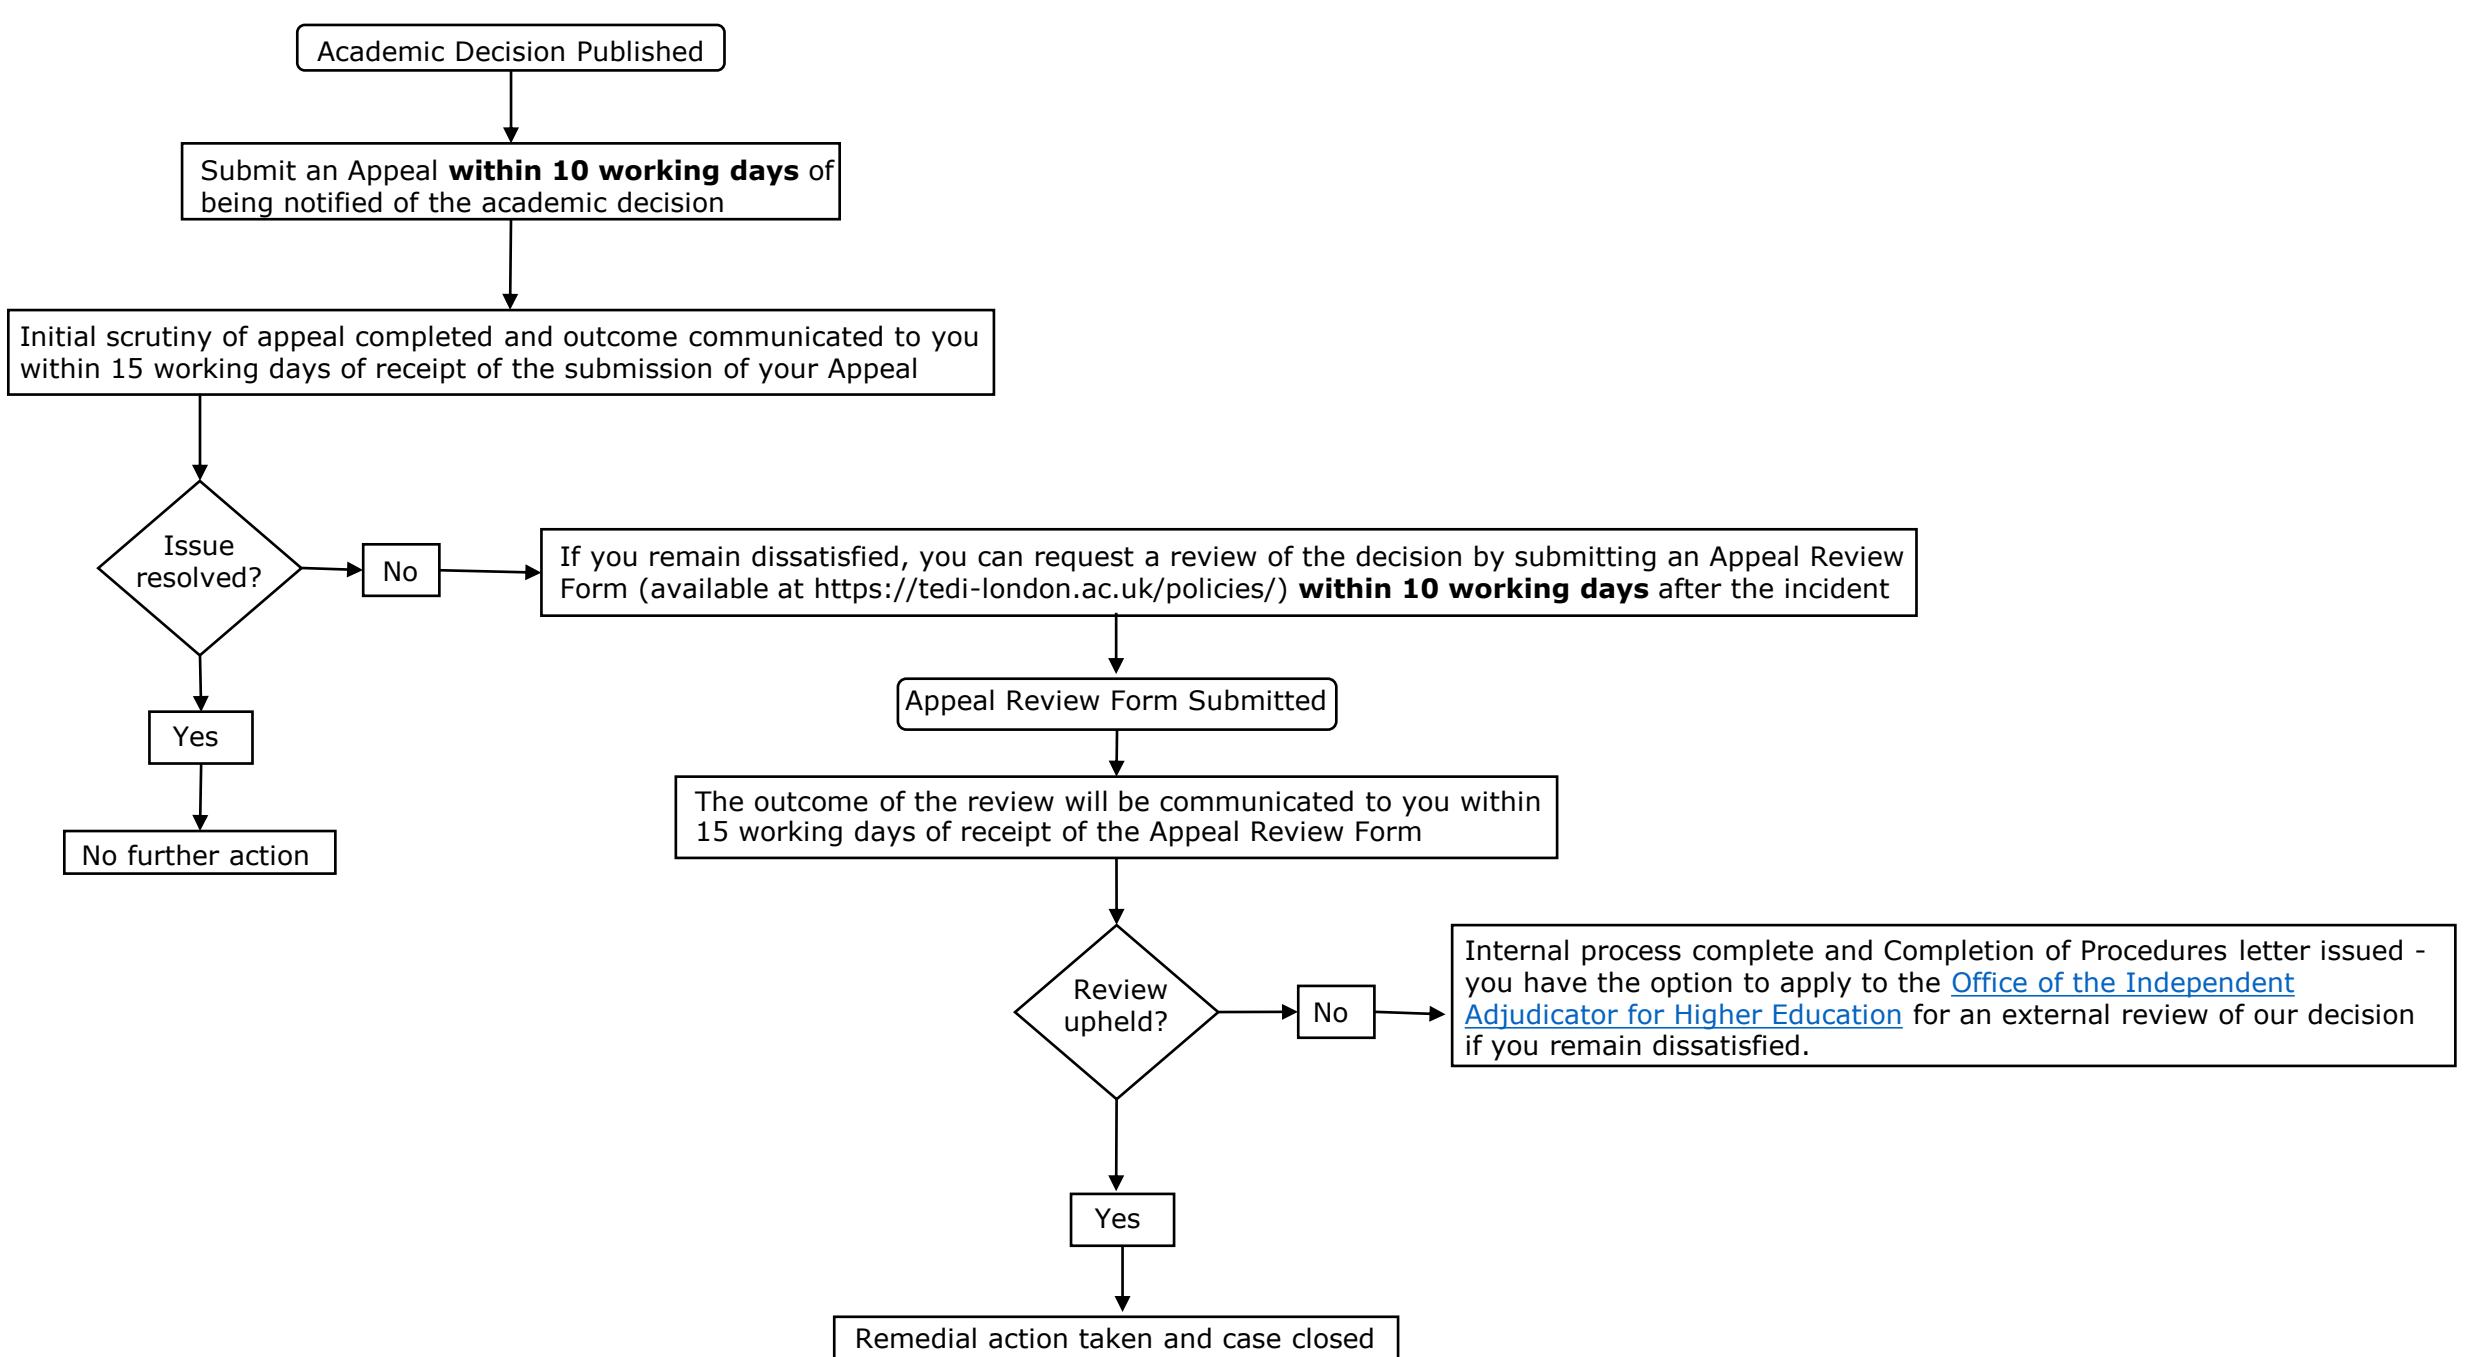 Academic Decision Published
Submit an Appeal within 10 working days of
being notified of the academic decision
Initial scrutiny of appeal completed and outcome communicated to you
within 15 working days of receipt of the submission of your Appeal
Issue
resolved?
No
If you remain dissatisfied, you can request a review of the decision by submitting an Appeal Review
Form (available at https://tedi-london.ac.uk/policies/) within 10 working days after the incident
Appeal Review Form Submitted
Yes
The outcome of the review will be communicated to you within
15 working days of receipt of the Appeal Review Form
No further action
Review
upheld?
No
Internal process complete and Completion of Procedures letter issued -
you have the option to apply to the Office of the Independent
Adjudicator for Higher Education for an external review of our decision
if you remain dissatisfied.
Yes
Remedial action taken and case closed